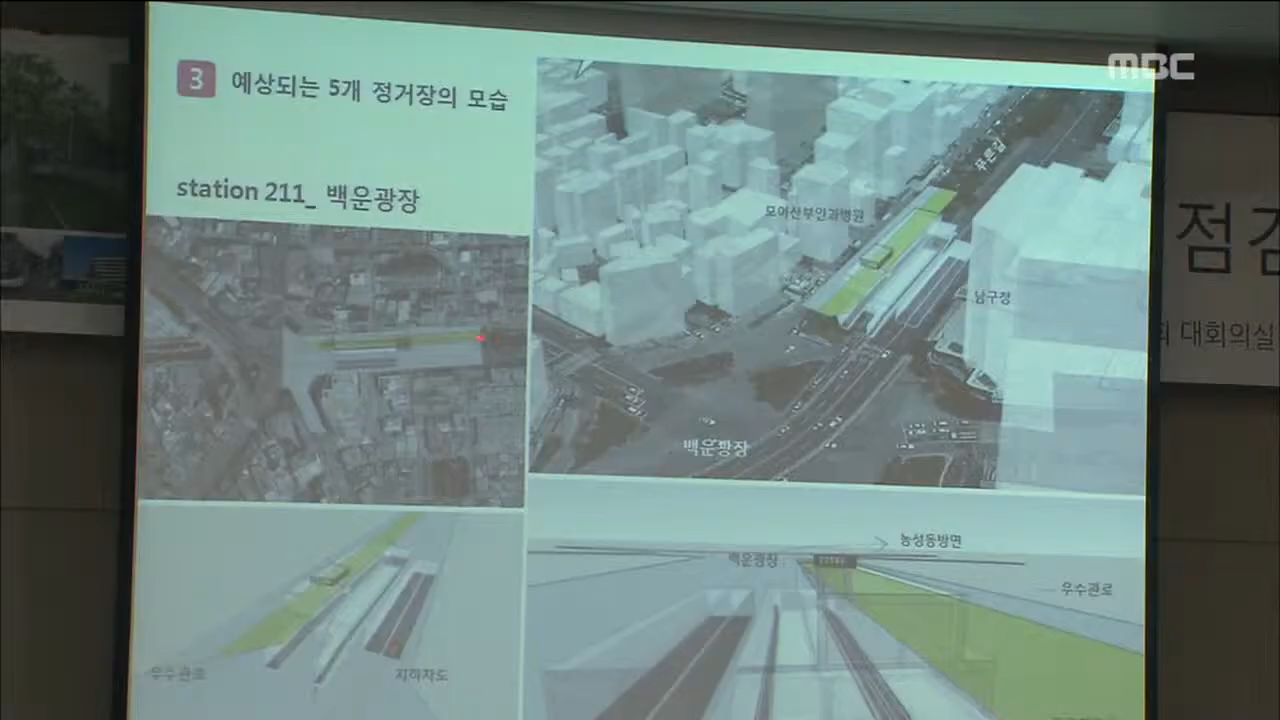 MBC
3 예상되는 5개 정거장의 모습
station 211_ 백운광장
푸른길
모아산부인과병원
남구청
백운광장
농성동방면
백운광장
우수관로
우수관로
지하차도
점검
대회의실